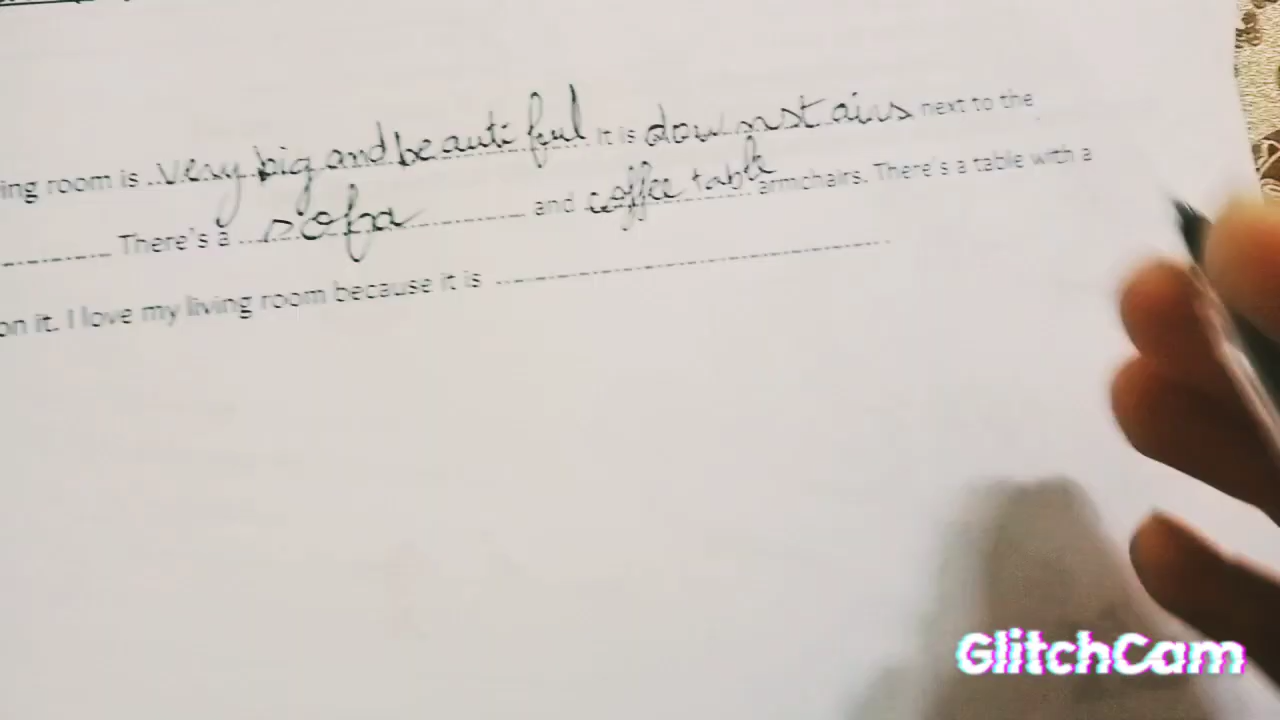 ing room is very big and beautiful It is downstairs next to the
There's a sofa and coffee table armchairs. There's a table with a
on it. I love my living room because it is
GlitchCam